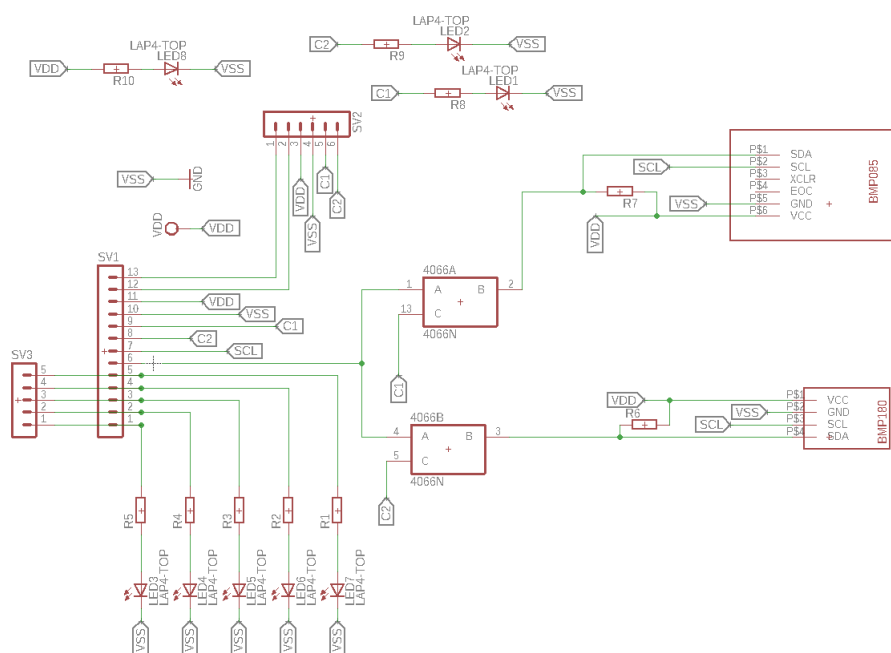 LAP4-TOP
LED2
C2
VSS
R9
LAP4-TOP
LED8
VDD
VSS
R10
LAP4-TOP
LED1
C1
VSS
R8
SV2
1
2
3
4
5
6
VDD
VSS
C1
C2
VSS
GND
VDD
VDD
P$1
SDA
SCL
P$2
SCL
P$3
XCLR
P$4
EOC
VSS
P$5
GND
P$6
VCC
BMP085
R7
VDD
SV1
13
12
11
VDD
10
VSS
9
C1
8
C2
7
SCL
6
5
4
3
2
1
SV3
5
4
3
2
1
4066A
1
A
B
2
13
C
4066N
C1
4066B
4
A
B
3
5
C
4066N
C2
VDD
R6
P$1
VCC
VSS
P$2
GND
SCL
P$3
SCL
P$4
SDA
BMP180
R5
R4
R3
R2
R1
LED3
LAP4-TOP
LED4
LAP4-TOP
LED5
LAP4-TOP
LED6
LAP4-TOP
LED7
LAP4-TOP
VSS
VSS
VSS
VSS
VSS